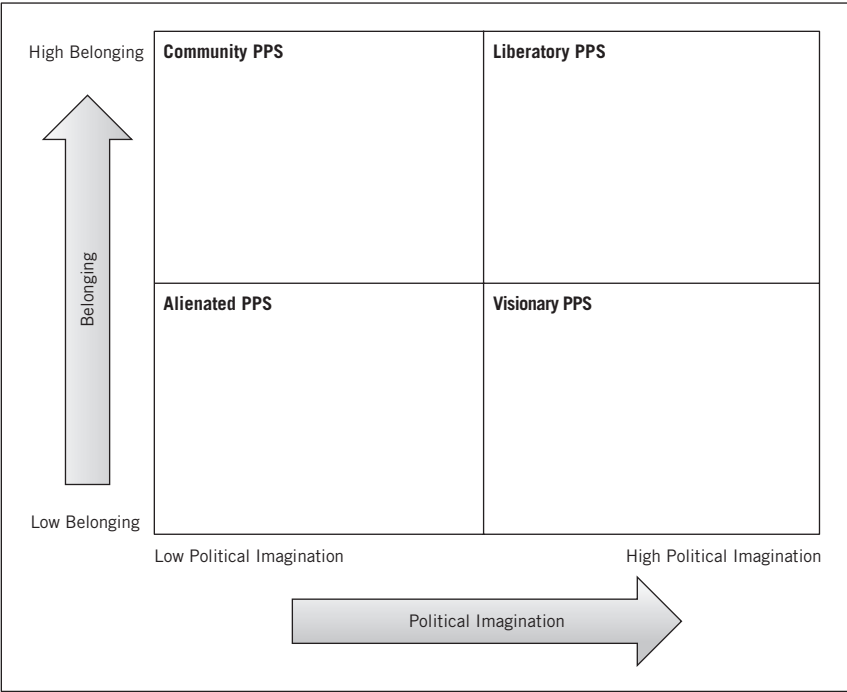 High Belonging
Community PPS
Liberatory PPS
Belonging
Alienated PPS
Visionary PPS
Low Belonging
Low Political Imagination
High Political Imagination
Political Imagination